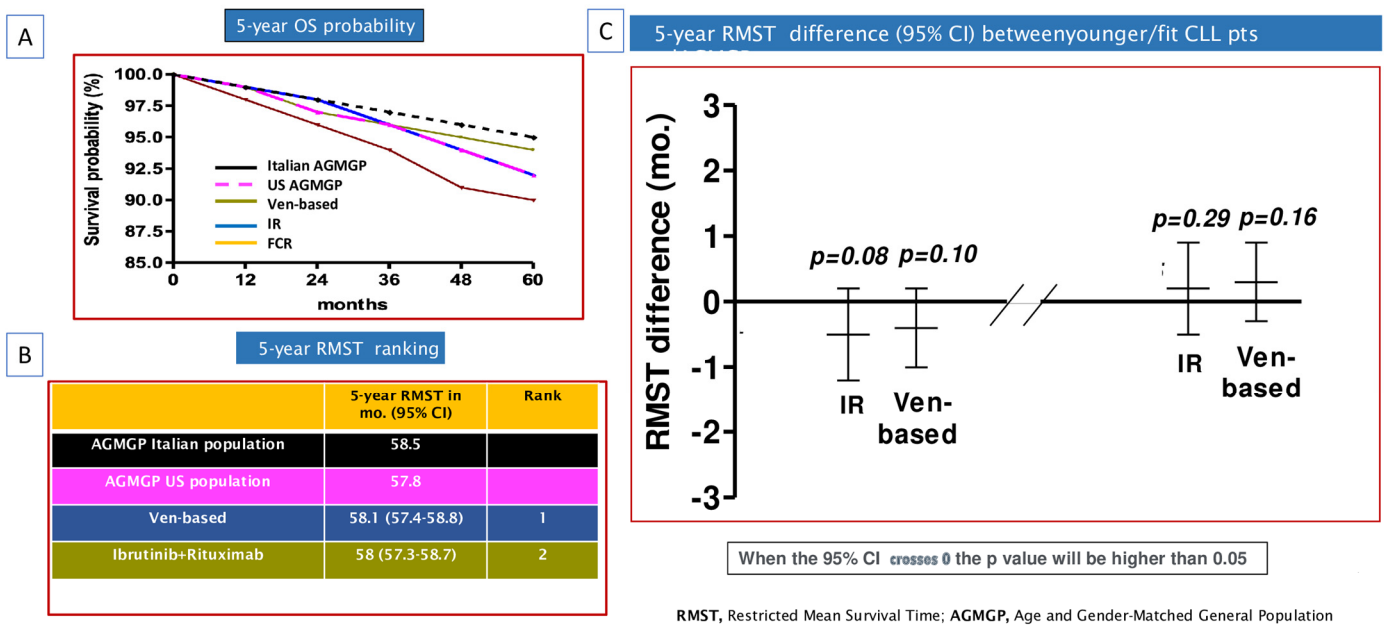 A
5-year OS probability
Survival probability (%)
100.0
97.5
95.0
92.5
90.0
87.5
85.0
0 12 24 36 48 60
months
Italian AGMGP
US AGMGP
Ven-based
IR
FCR
B
5-year RMST ranking
5-year RMST in mo. (95% CI) Rank
AGMGP Italian population 58.5
AGMGP US population 57.8
Ven-based 58.1 (57.4-58.8) 1
Ibrutinib+Rituximab 58 (57.3-58.7) 2
C
5-year RMST difference (95% CI) betweenyounger/fit CLL pts
RMST difference (mo.)
3
2
1
0
-1
-2
-3
p=0.08 p=0.10
IR Ven-
based
p=0.29 p=0.16
IR Ven-
based
When the 95% CI crosses 0 the p value will be higher than 0.05
RMST, Restricted Mean Survival Time; AGMGP, Age and Gender-Matched General Population